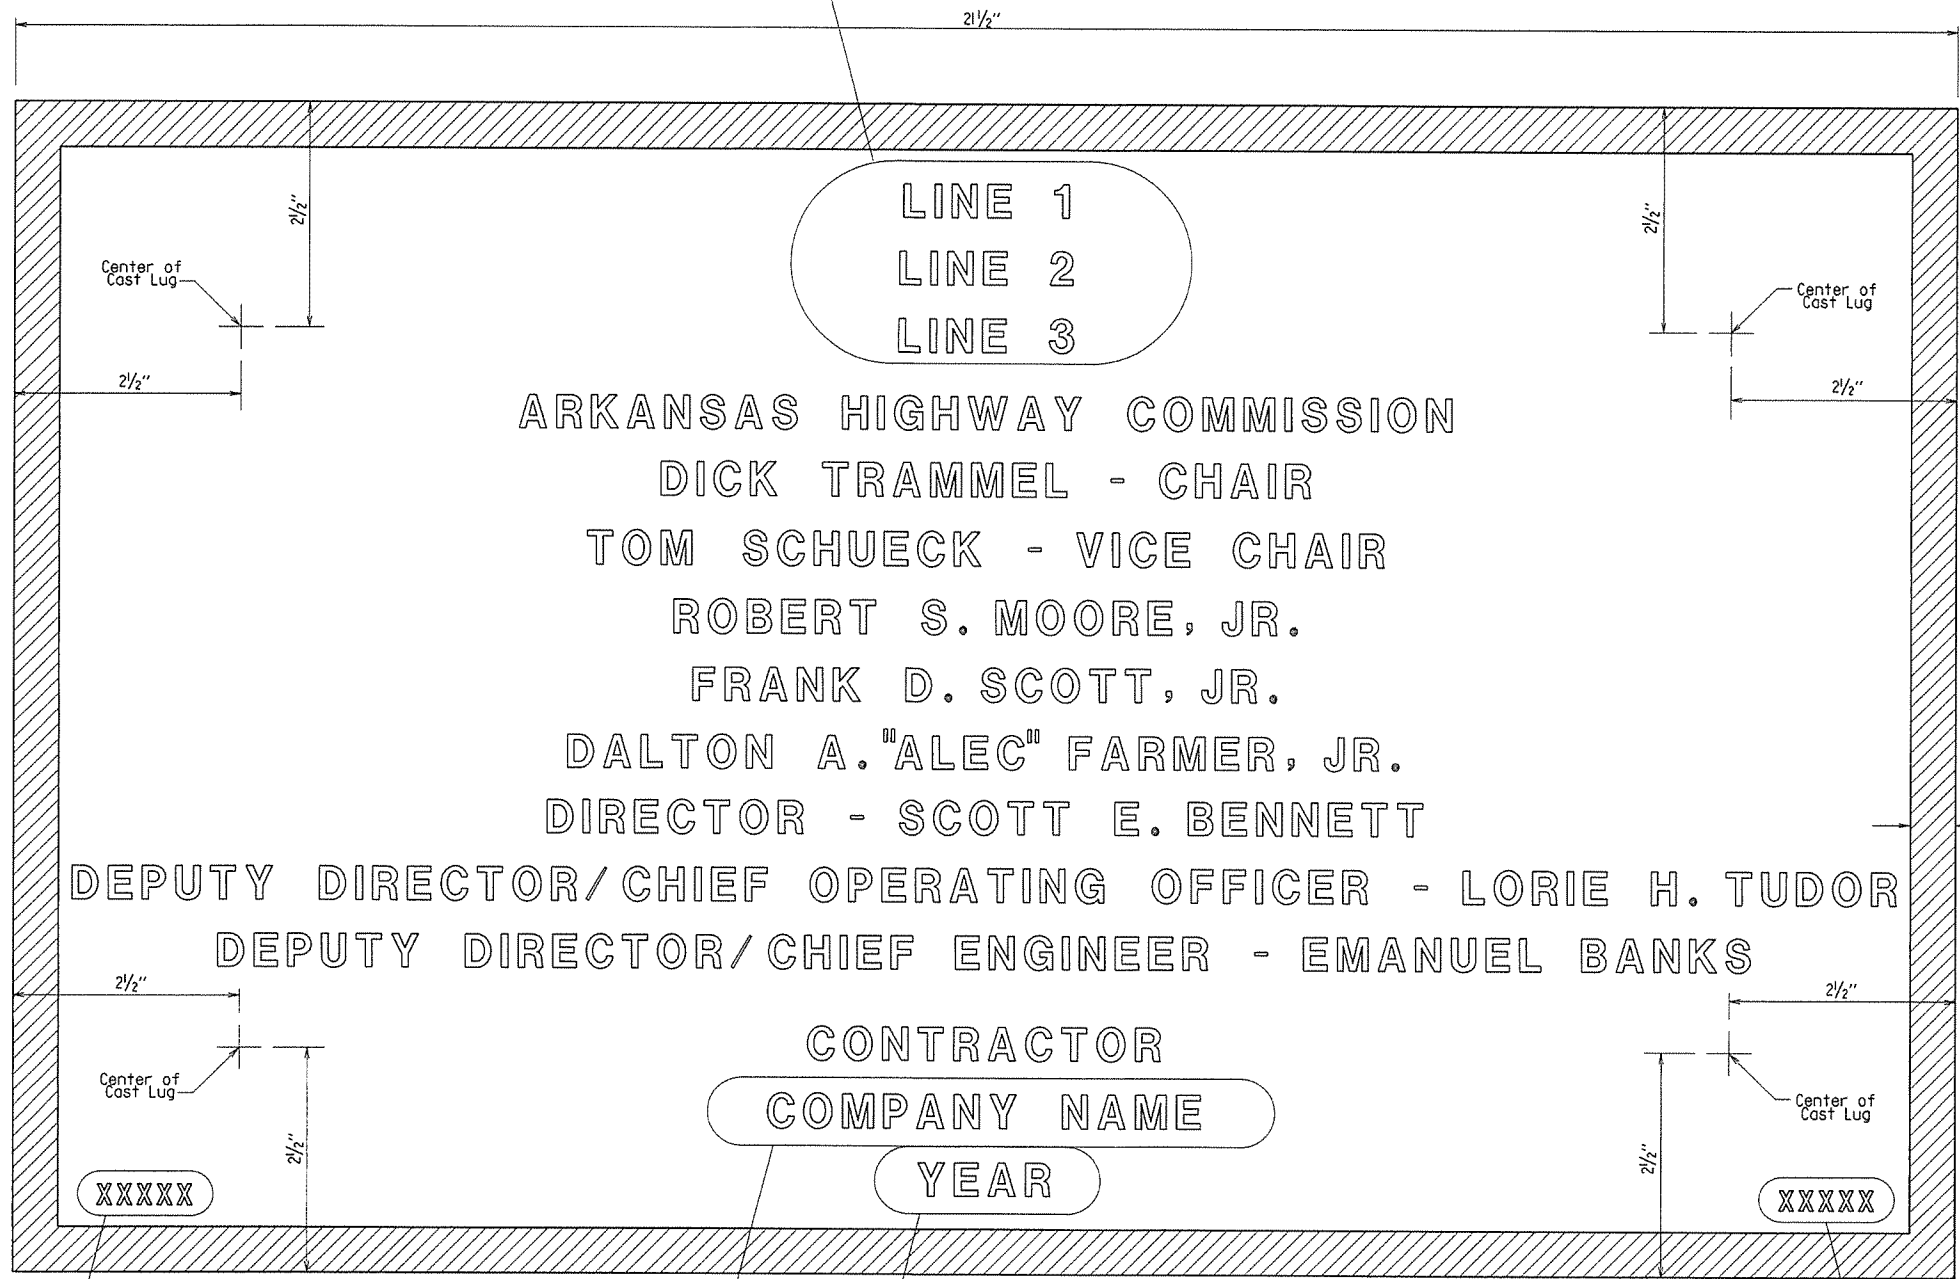 21½"
2½"
2½"
Center of
Cast Lug
Center of
Cast Lug
2½"
2½"
LINE 1
LINE 2
LINE 3
ARKANSAS HIGHWAY COMMISSION
DICK TRAMMEL - CHAIR
TOM SCHUECK - VICE CHAIR
ROBERT S. MOORE, JR.
FRANK D. SCOTT, JR.
DALTON A. "ALEC" FARMER, JR.
DIRECTOR - SCOTT E. BENNETT
DEPUTY DIRECTOR/CHIEF OPERATING OFFICER - LORIE H. TUDOR
DEPUTY DIRECTOR/CHIEF ENGINEER - EMANUEL BANKS
2½"
2½"
CONTRACTOR
Center of
Cast Lug
Center of
Cast Lug
COMPANY NAME
2½"
2½"
YEAR
XXXXX
XXXXX